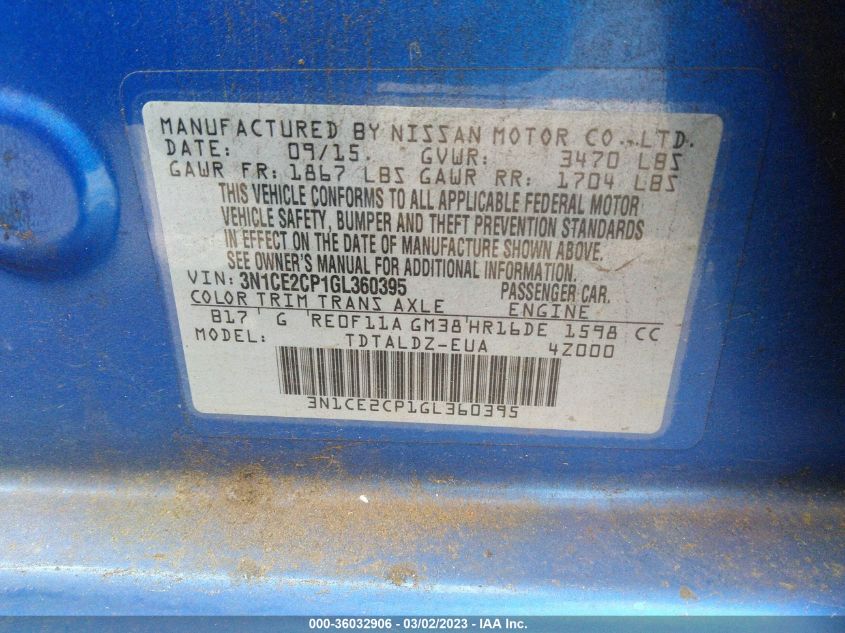 MANUFACTURED BY NISSAN MOTOR CO.,LTD.
DATE: 09/15. GVWR: 3470 LBS
GAWR FR: 1867 LBS GAWR RR: 1704 LBS
THIS VEHICLE CONFORMS TO ALL APPLICABLE FEDERAL MOTOR
VEHICLE SAFETY, BUMPER AND THEFT PREVENTION STANDARDS
IN EFFECT ON THE DATE OF MANUFACTURE SHOWN ABOVE.
SEE OWNER'S MANUAL FOR ADDITIONAL INFORMATION.
VIN: 3N1CE2CP1GL360395 PASSENGER CAR.
COLOR TRIM TRANS AXLE ENGINE
B17 G RE0F11A GM38 HR16DE 1598 CC
MODEL: TDTALDZ-EUA 4Z000
3N1CE2CP1GL360395
000-36032906 - 03/02/2023 - IAA Inc.